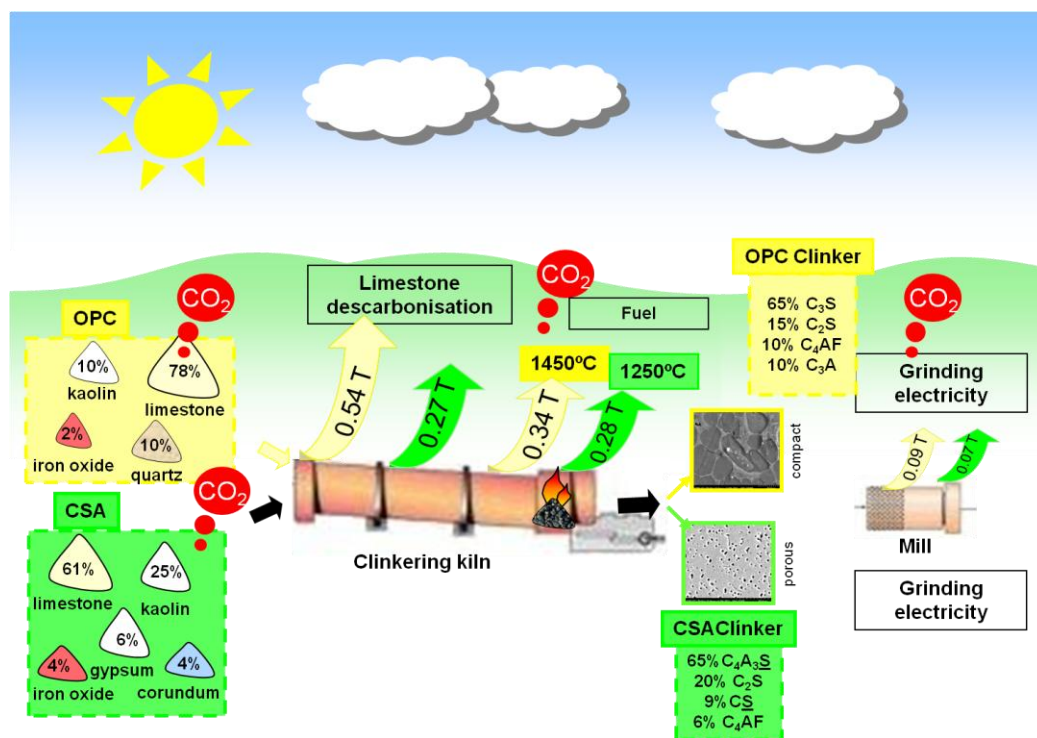 OPC
CO2
10%
kaolin
78%
limestone
2%
iron oxide
10%
quartz
CSA
CO2
61%
limestone
25%
kaolin
6%
gypsum
4%
iron oxide
4%
corundum
Limestone
descarbonisation
0.54 T
0.27 T
CO2
Fuel
1450ºC
1250ºC
0.34 T
0.28 T
Clinkering kiln
compact
porous
OPC Clinker
65% C3S
15% C2S
10% C4AF
10% C3A
CSAClinker
65% C4A3S
20% C2S
9% CS
6% C4AF
CO2
Grinding
electricity
0.09 T
0.07 T
Mill
Grinding
electricity